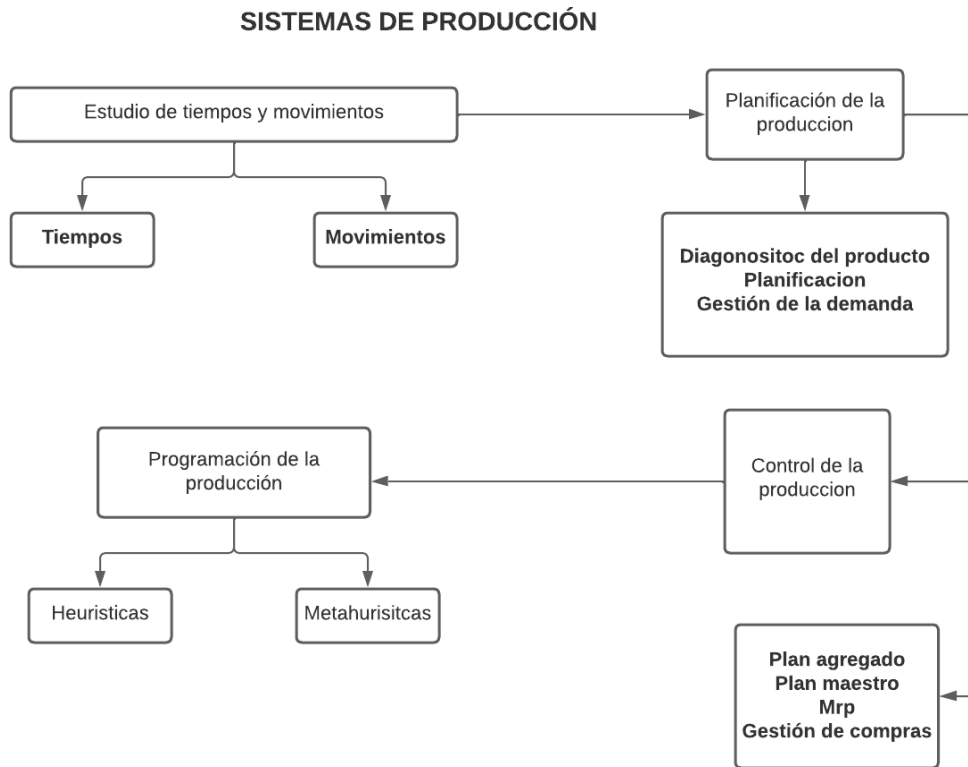 SISTEMAS DE PRODUCCIÓN
Estudio de tiempos y movimientos
Planificación de la
produccion
Tiempos
Movimientos
Diagonositoc del producto
Planificacion
Gestión de la demanda
Programación de la
producción
Control de la
produccion
Heuristicas
Metahurisitcas
Plan agregado
Plan maestro
Mrp
Gestión de compras